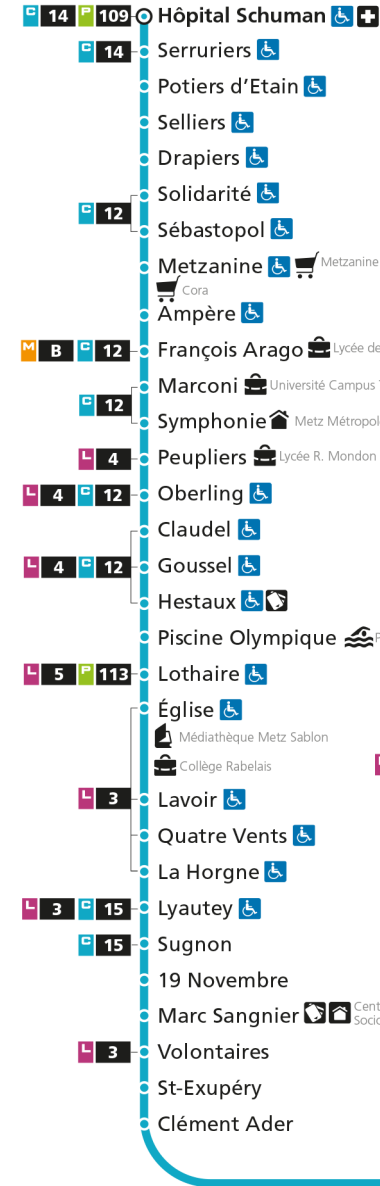 C 14 P 109 Hôpital Schuman
C 14 Serruriers
Potiers d'Etain
Selliers
Drapiers
Solidarité
C 12
Sébastopol
Metzanine Metzanine
Cora
Ampère
M B C 12 François Arago Lycée de
Marconi Université Campus
C 12
Symphonie Metz Métropol
L 4 Peupliers Lycée R. Mondon
L 4 C 12 Oberling
Claudel
L 4 C 12 Goussel
Hestaux
Piscine Olympique
L 5 P 113 Lothaire
Église
Médiathèque Metz Sablon
Collège Rabelais
L 3 Lavoir
Quatre Vents
La Horgne
L 3 C 15 Lyautey
C 15 Sugnon
19 Novembre
Marc Sangnier Cent
Socio
L 3 Volontaires
St-Exupéry
Clément Ader